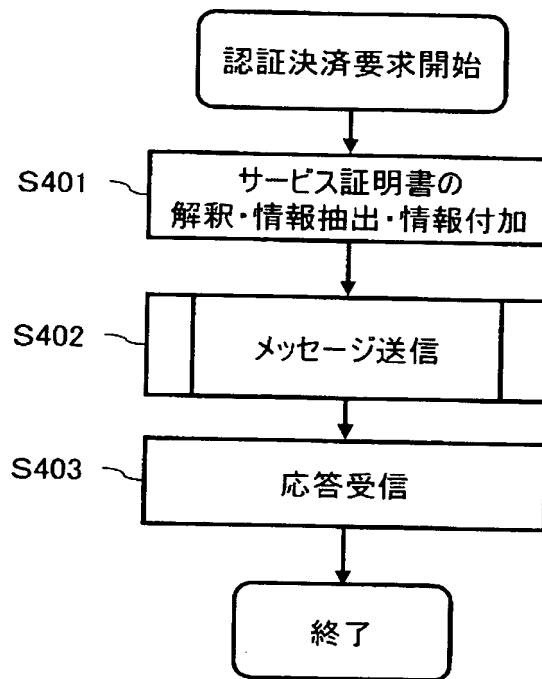 認証決済要求開始
S401
サービス証明書の
解釈・情報抽出・情報付加
S402
メッセージ送信
S403
応答受信
終了